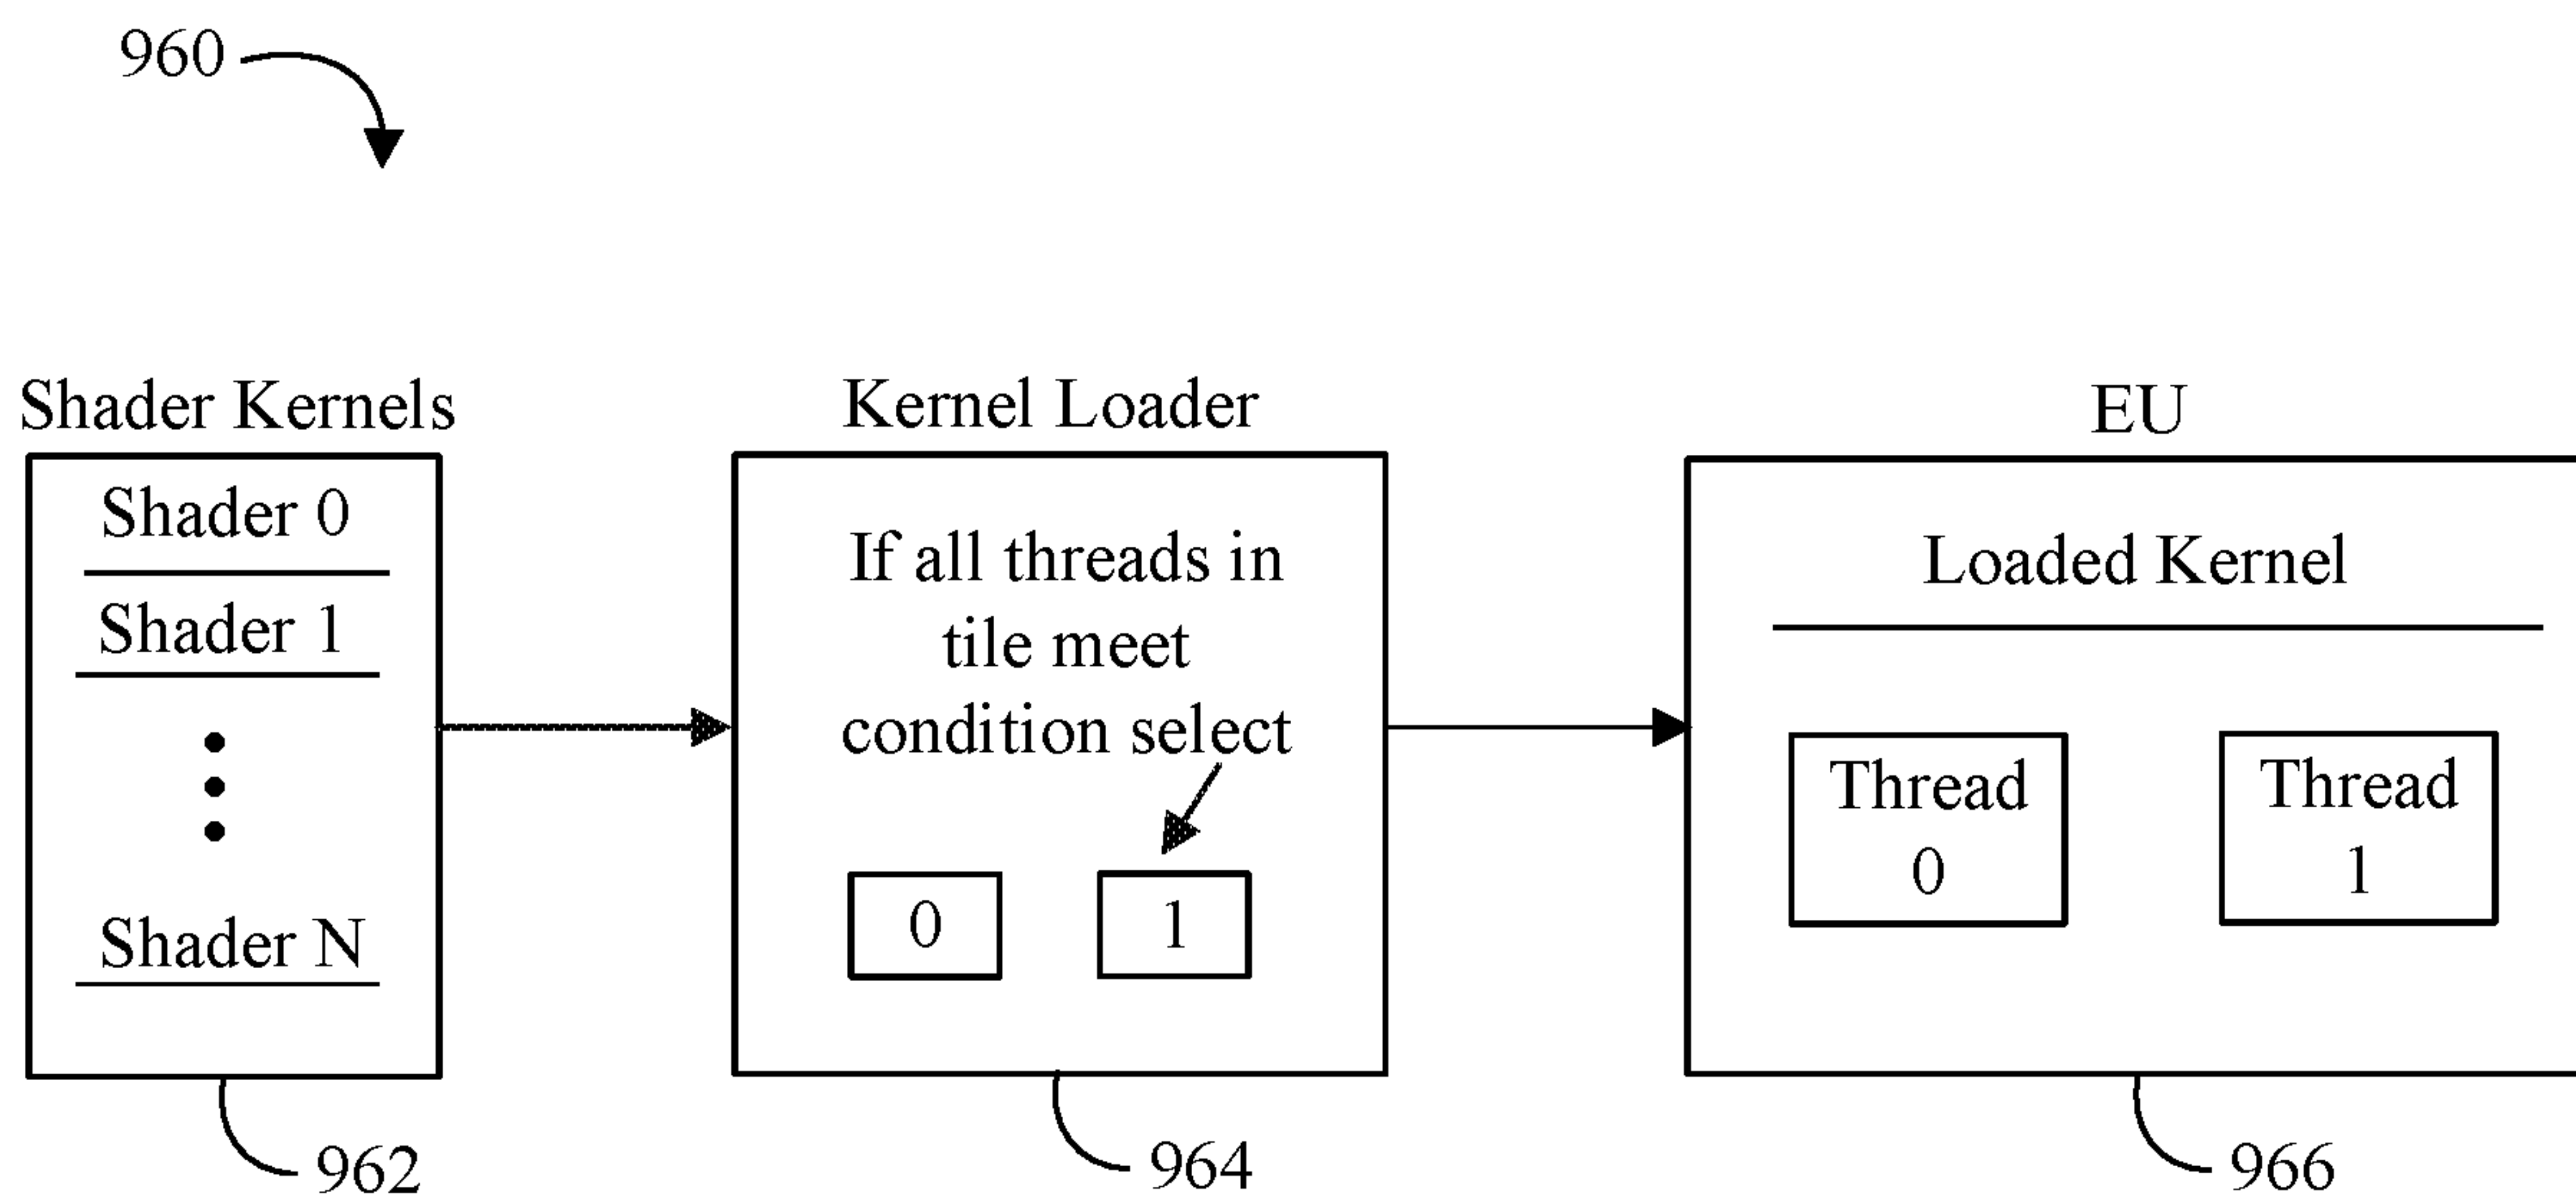 960
Shader Kernels
Shader 0
Shader 1
Shader N
962
Kernel Loader
If all threads in
tile meet
condition select
0
1
964
EU
Loaded Kernel
Thread
0
Thread
1
966